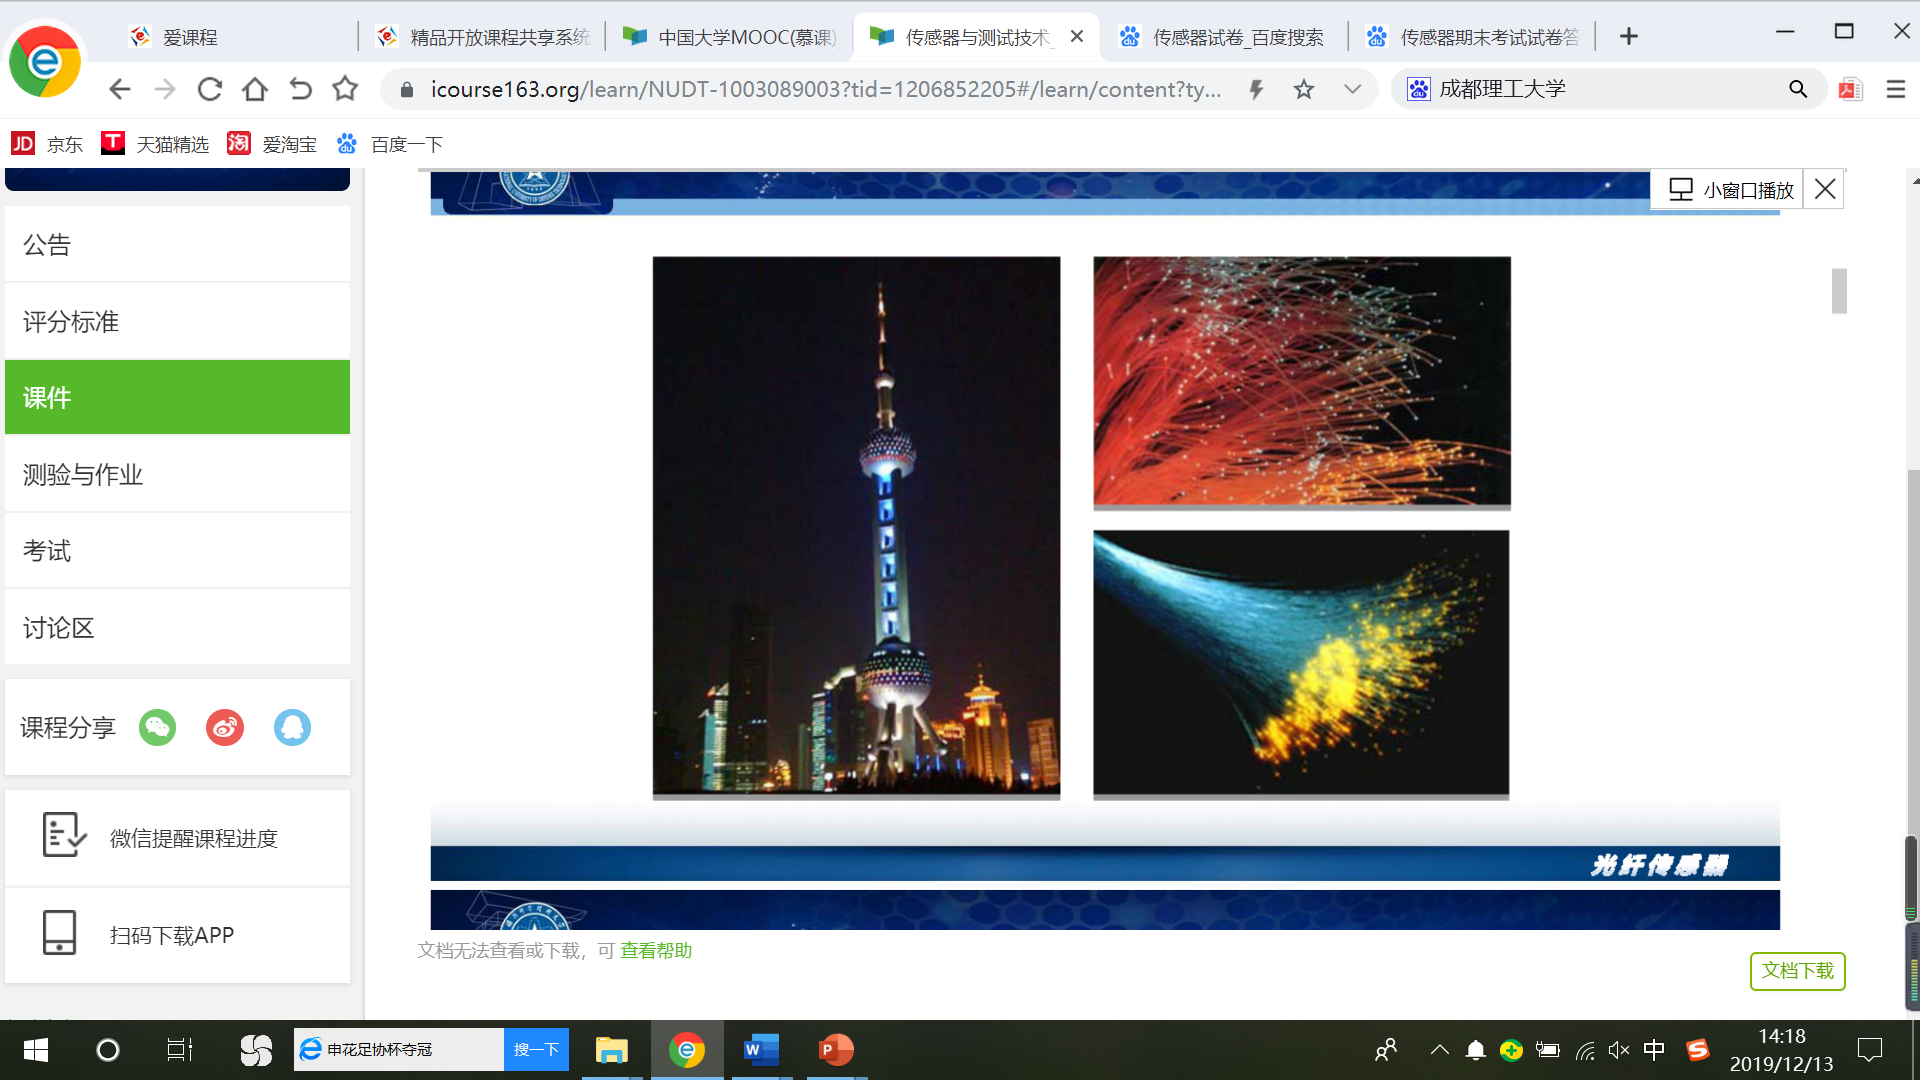 爱课程
精品开放课程共享系统
中国大学MOOC(慕课)
传感器与测试技术_
传感器试卷_百度搜索
传感器期末考试试卷答
icourse163.org/learn/NUDT-1003089003?tid=1206852205#/learn/content?ty...
成都理工大学
JD 京东
T 天猫精选
淘 爱淘宝
du 百度一下
小窗口播放
公告
评分标准
课件
测验与作业
考试
讨论区
课程分享
微信提醒课程进度
扫码下载APP
光纤传感器
文档无法查看或下载，可 查看帮助
文档下载
申花足协杯夺冠
搜一下
中
14:18
2019/12/13